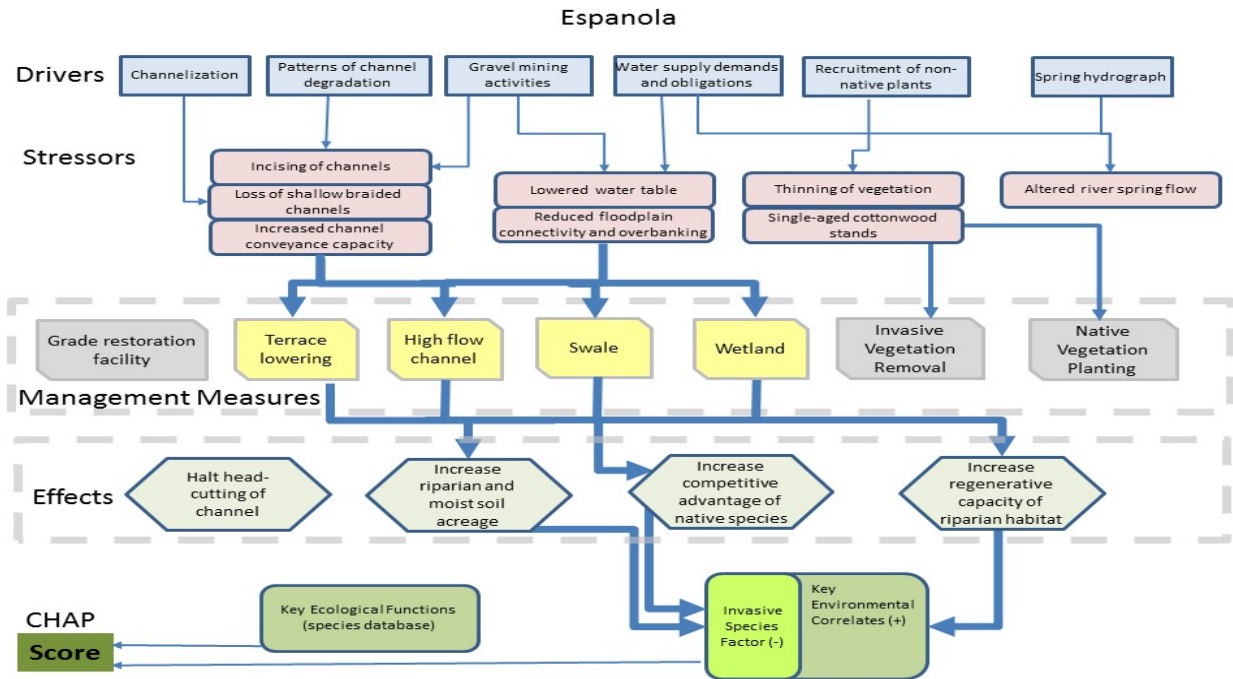 Espanola
Drivers
Channelization
Patterns of channel
degradation
Gravel mining
activities
Water supply demands
and obligations
Recruitment of non-
native plants
Spring hydrograph
Stressors
Incising of channels
Loss of shallow braided
channels
Increased channel
conveyance capacity
Lowered water table
Reduced floodplain
connectivity and overbanking
Thinning of vegetation
Single-aged cottonwood
stands
Altered river spring flow
Grade restoration
facility
Terrace
lowering
High flow
channel
Swale
Wetland
Invasive
Vegetation
Removal
Native
Vegetation
Planting
Management Measures
Effects
Halt head-
cutting of
channel
Increase
riparian and
moist soil
acreage
Increase
competitive
advantage of
native species
Increase
regenerative
capacity of
riparian habitat
CHAP
Score
Key Ecological Functions
(species database)
Invasive
Species
Factor (-)
Key
Environmental
Correlates (+)